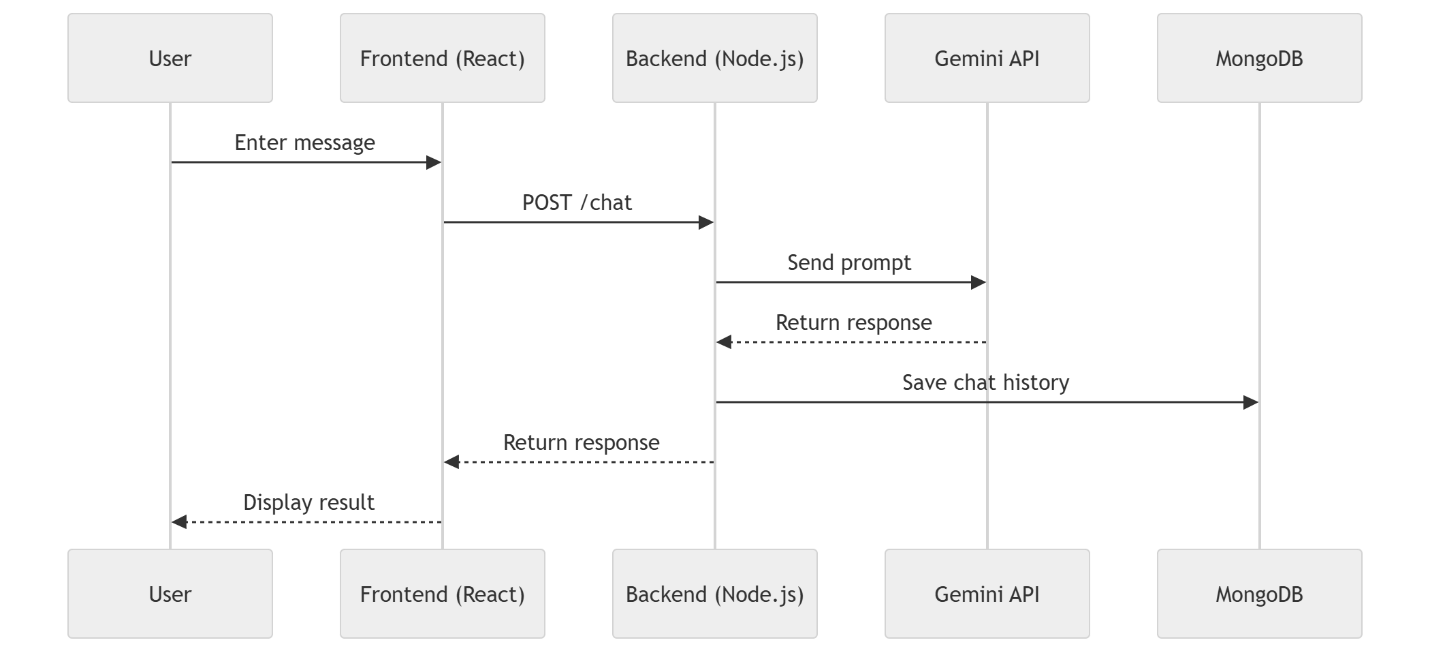 User
Frontend (React)
Backend (Node.js)
Gemini API
MongoDB
Enter message
POST /chat
Send prompt
Return response
Save chat history
Return response
Display result
User
Frontend (React)
Backend (Node.js)
Gemini API
MongoDB